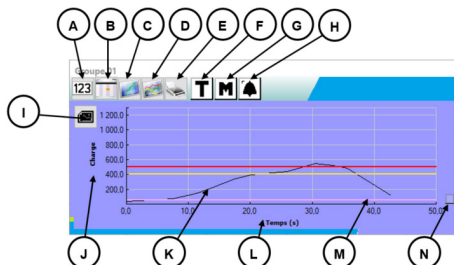 A B C D E F G H
Groupe 01
123 T M
I
1 200.0
1 000.0
800.0
600.0
400.0
200.0
Charge
0.0 10.0 20.0 30.0 40.0 50.0
Temps (s)
J K L M N